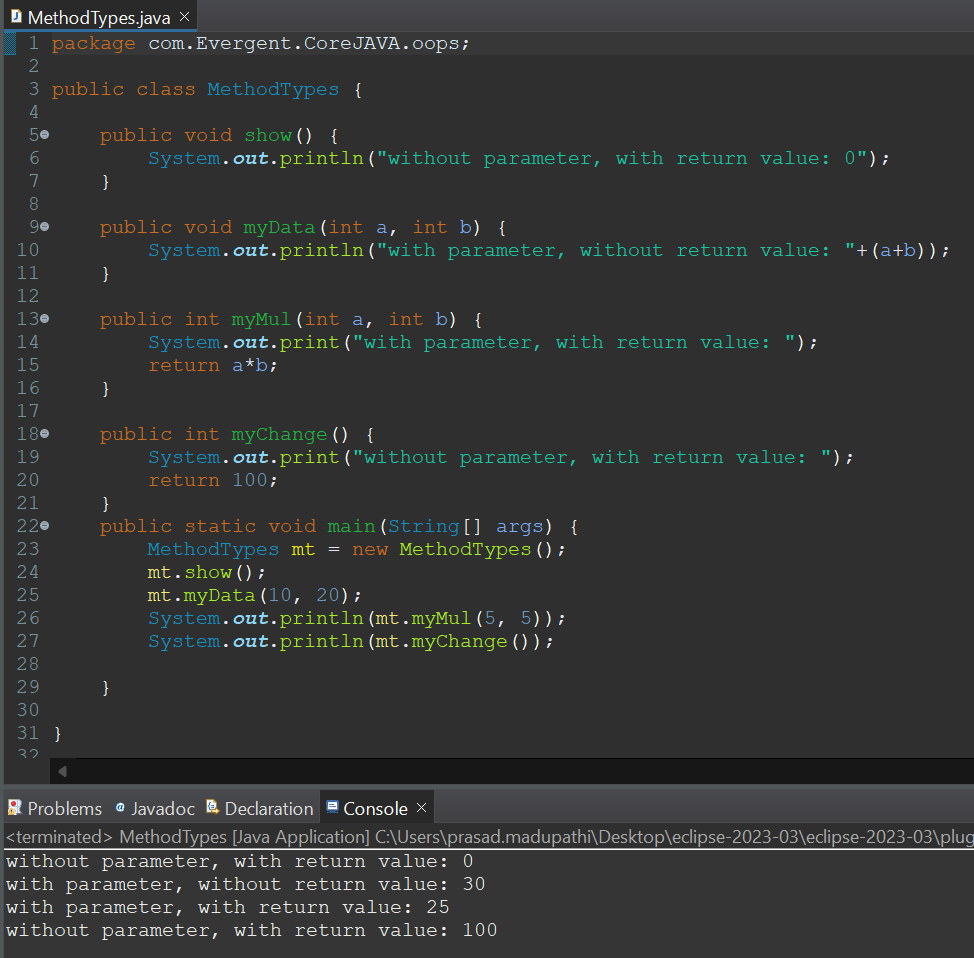 MethodTypes.java
1 package com.Evergent.CoreJAVA.oops;
2
3 public class MethodTypes {
4
5 public void show() {
6 System.out.println("without parameter, with return value: 0");
7 }
8
9 public void myData(int a, int b) {
10 System.out.println("with parameter, without return value: "+(a+b));
11 }
12
13 public int myMul(int a, int b) {
14 System.out.print("with parameter, with return value: ");
15 return a*b;
16 }
17
18 public int myChange() {
19 System.out.print("without parameter, with return value: ");
20 return 100;
21 }
22 public static void main(String[] args) {
23 MethodTypes mt = new MethodTypes();
24 mt.show();
25 mt.myData(10, 20);
26 System.out.println(mt.myMul(5, 5));
27 System.out.println(mt.myChange());
28
29 }
30
31 }
32
Problems @ Javadoc Declaration Console
<terminated> MethodTypes [Java Application] C:\Users\prasad.madupathi\Desktop\eclipse-2023-03\eclipse-2023-03\plug
without parameter, with return value: 0
with parameter, without return value: 30
with parameter, with return value: 25
without parameter, with return value: 100